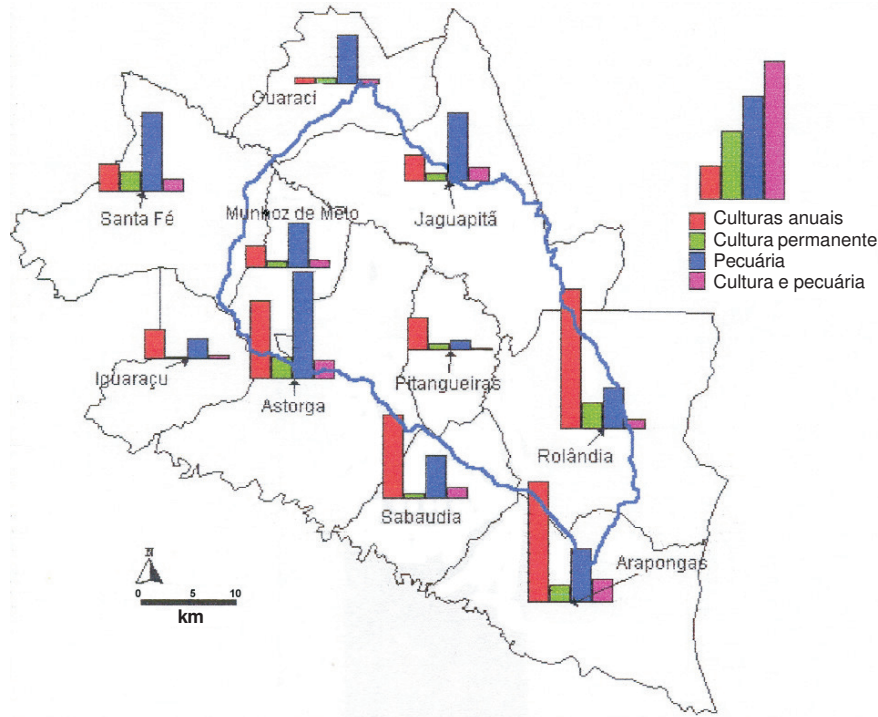 Guaraci
Santa Fé
Munhoz de Melo
Jaguapitã
Culturas anuais
Cultura permanente
Pecuária
Cultura e pecuária
Iguaraçu
Astorga
Pitangueiras
Rolândia
Sabaudia
Arapongas
N
0 5 10
km